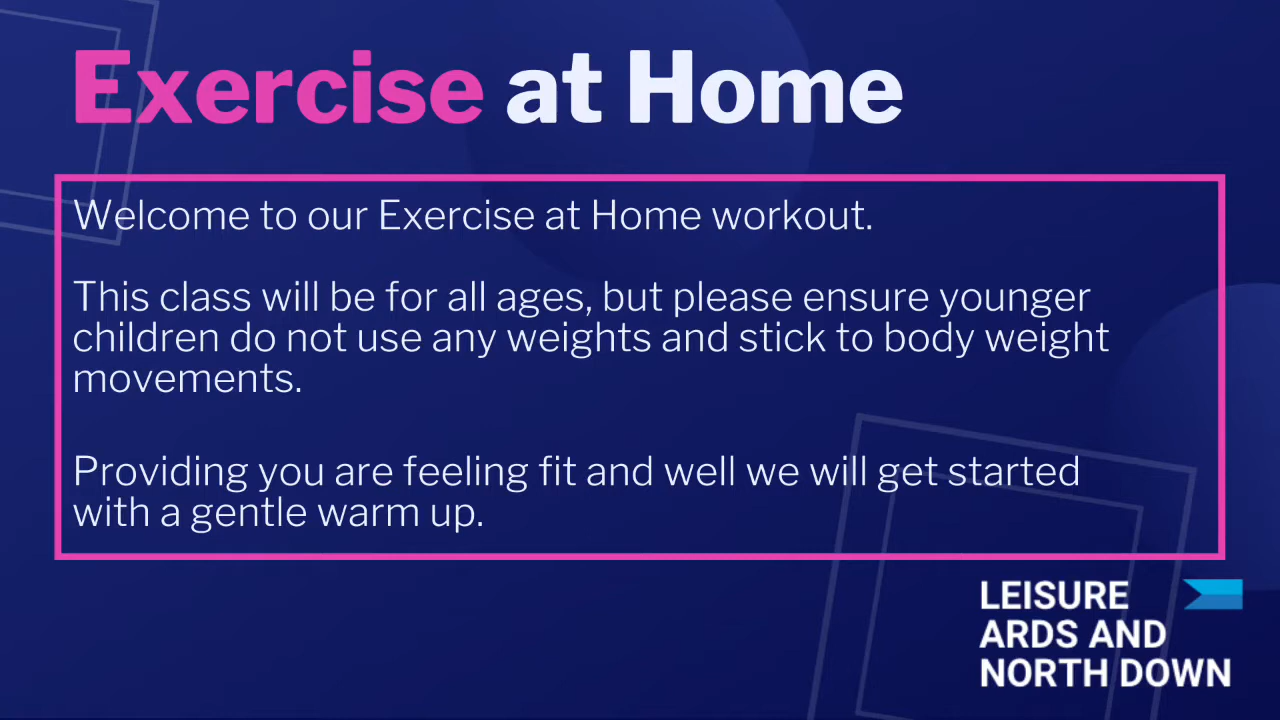 Exercise at Home
Welcome to our Exercise at Home workout.
This class will be for all ages, but please ensure younger
children do not use any weights and stick to body weight
movements.
Providing you are feeling fit and well we will get started
with a gentle warm up.
LEISURE
ARDS AND
NORTH DOWN